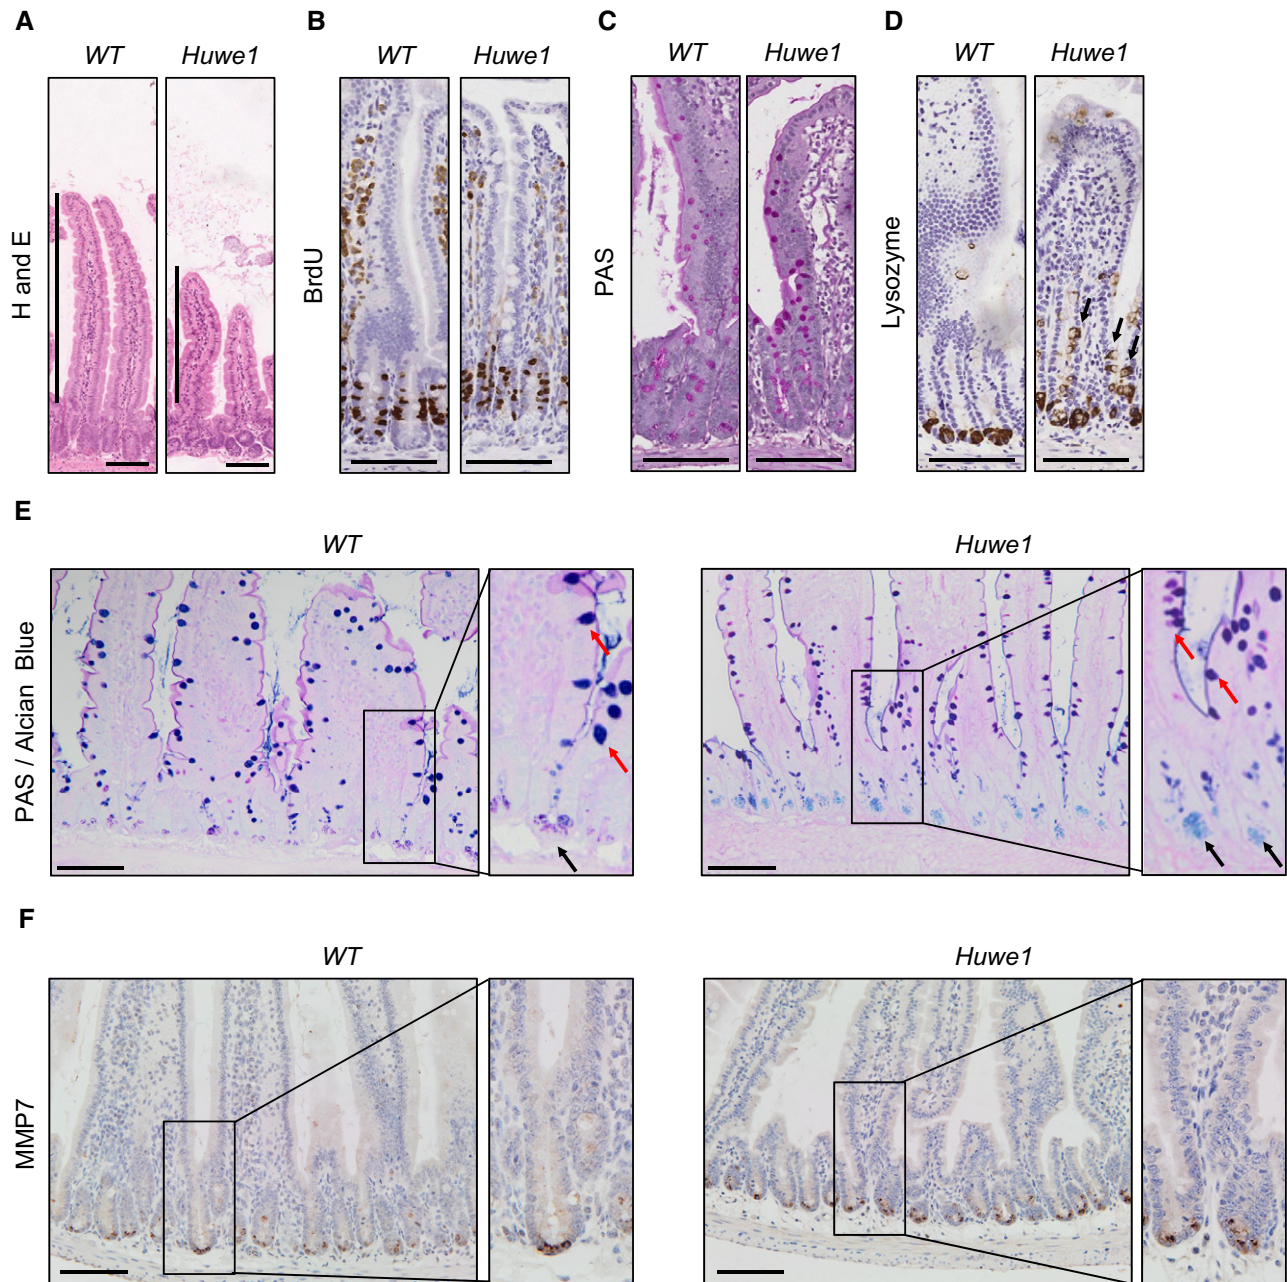 A
WT
Huwe1
H and E
B
WT
Huwe1
BrdU
C
WT
Huwe1
PAS
D
WT
Huwe1
Lysozyme
E
WT
Huwe1
PAS / Alcian Blue
F
WT
Huwe1
MMP7